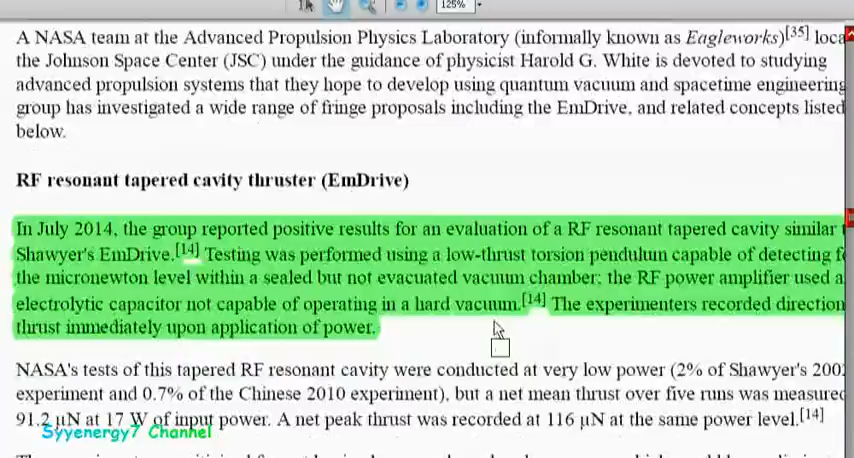 125%
A NASA team at the Advanced Propulsion Physics Laboratory (informally known as Eagleworks)[35] loca
the Johnson Space Center (JSC) under the guidance of physicist Harold G. White is devoted to studying
advanced propulsion systems that they hope to develop using quantum vacuum and spacetime engineering
group has investigated a wide range of fringe proposals including the EmDrive, and related concepts listed
below.
RF resonant tapered cavity thruster (EmDrive)
In July 2014, the group reported positive results for an evaluation of a RF resonant tapered cavity similar
Shawyer's EmDrive.[14] Testing was performed using a low-thrust torsion pendulum capable of detecting
the micronewton level within a sealed but not evacuated vacuum chamber; the RF power amplifier used a
electrolytic capacitor not capable of operating in a hard vacuum.[14] The experimenters recorded direction
thrust immediately upon application of power.
NASA's tests of this tapered RF resonant cavity were conducted at very low power (2% of Shawyer's 200
experiment and 0.7% of the Chinese 2010 experiment), but a net mean thrust over five runs was measured
91.2 µN at 17 W of input power. A net peak thrust was recorded at 116 µN at the same power level.[14]
Syyenergy7 Channel